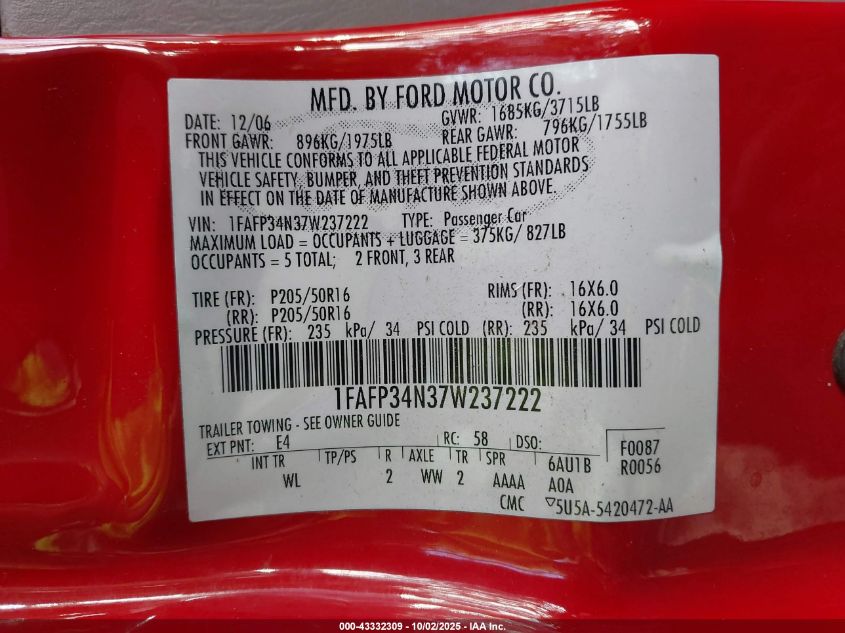 MFD. BY FORD MOTOR CO.
DATE: 12/06 GVWR: 1685KG/3715LB
FRONT GAWR: 896KG/1975LB REAR GAWR: 796KG/1755LB
THIS VEHICLE CONFORMS TO ALL APPLICABLE FEDERAL MOTOR
VEHICLE SAFETY, BUMPER, AND THEFT PREVENTION STANDARDS
IN EFFECT ON THE DATE OF MANUFACTURE SHOWN ABOVE.
VIN: 1FAFP34N37W237222 TYPE: Passenger Car
MAXIMUM LOAD = OCCUPANTS + LUGGAGE = 375KG/ 827LB
OCCUPANTS = 5 TOTAL; 2 FRONT, 3 REAR
TIRE (FR): P205/50R16 RIMS (FR): 16X6.0
(RR): P205/50R16 (RR): 16X6.0
PRESSURE (FR): 235 kPa/ 34 PSI COLD (RR): 235 kPa/ 34 PSI COLD
1FAFP34N37W237222
TRAILER TOWING - SEE OWNER GUIDE
EXT PNT: E4 RC: 58 DSO: F0087
INT TR TP/PS R AXLE TR SPR 6AU1B R0056
WL 2 WW 2 AAAA A0A
CMC ▽5U5A-5420472-AA
000-43332309 - 10/02/2025 - IAA Inc.